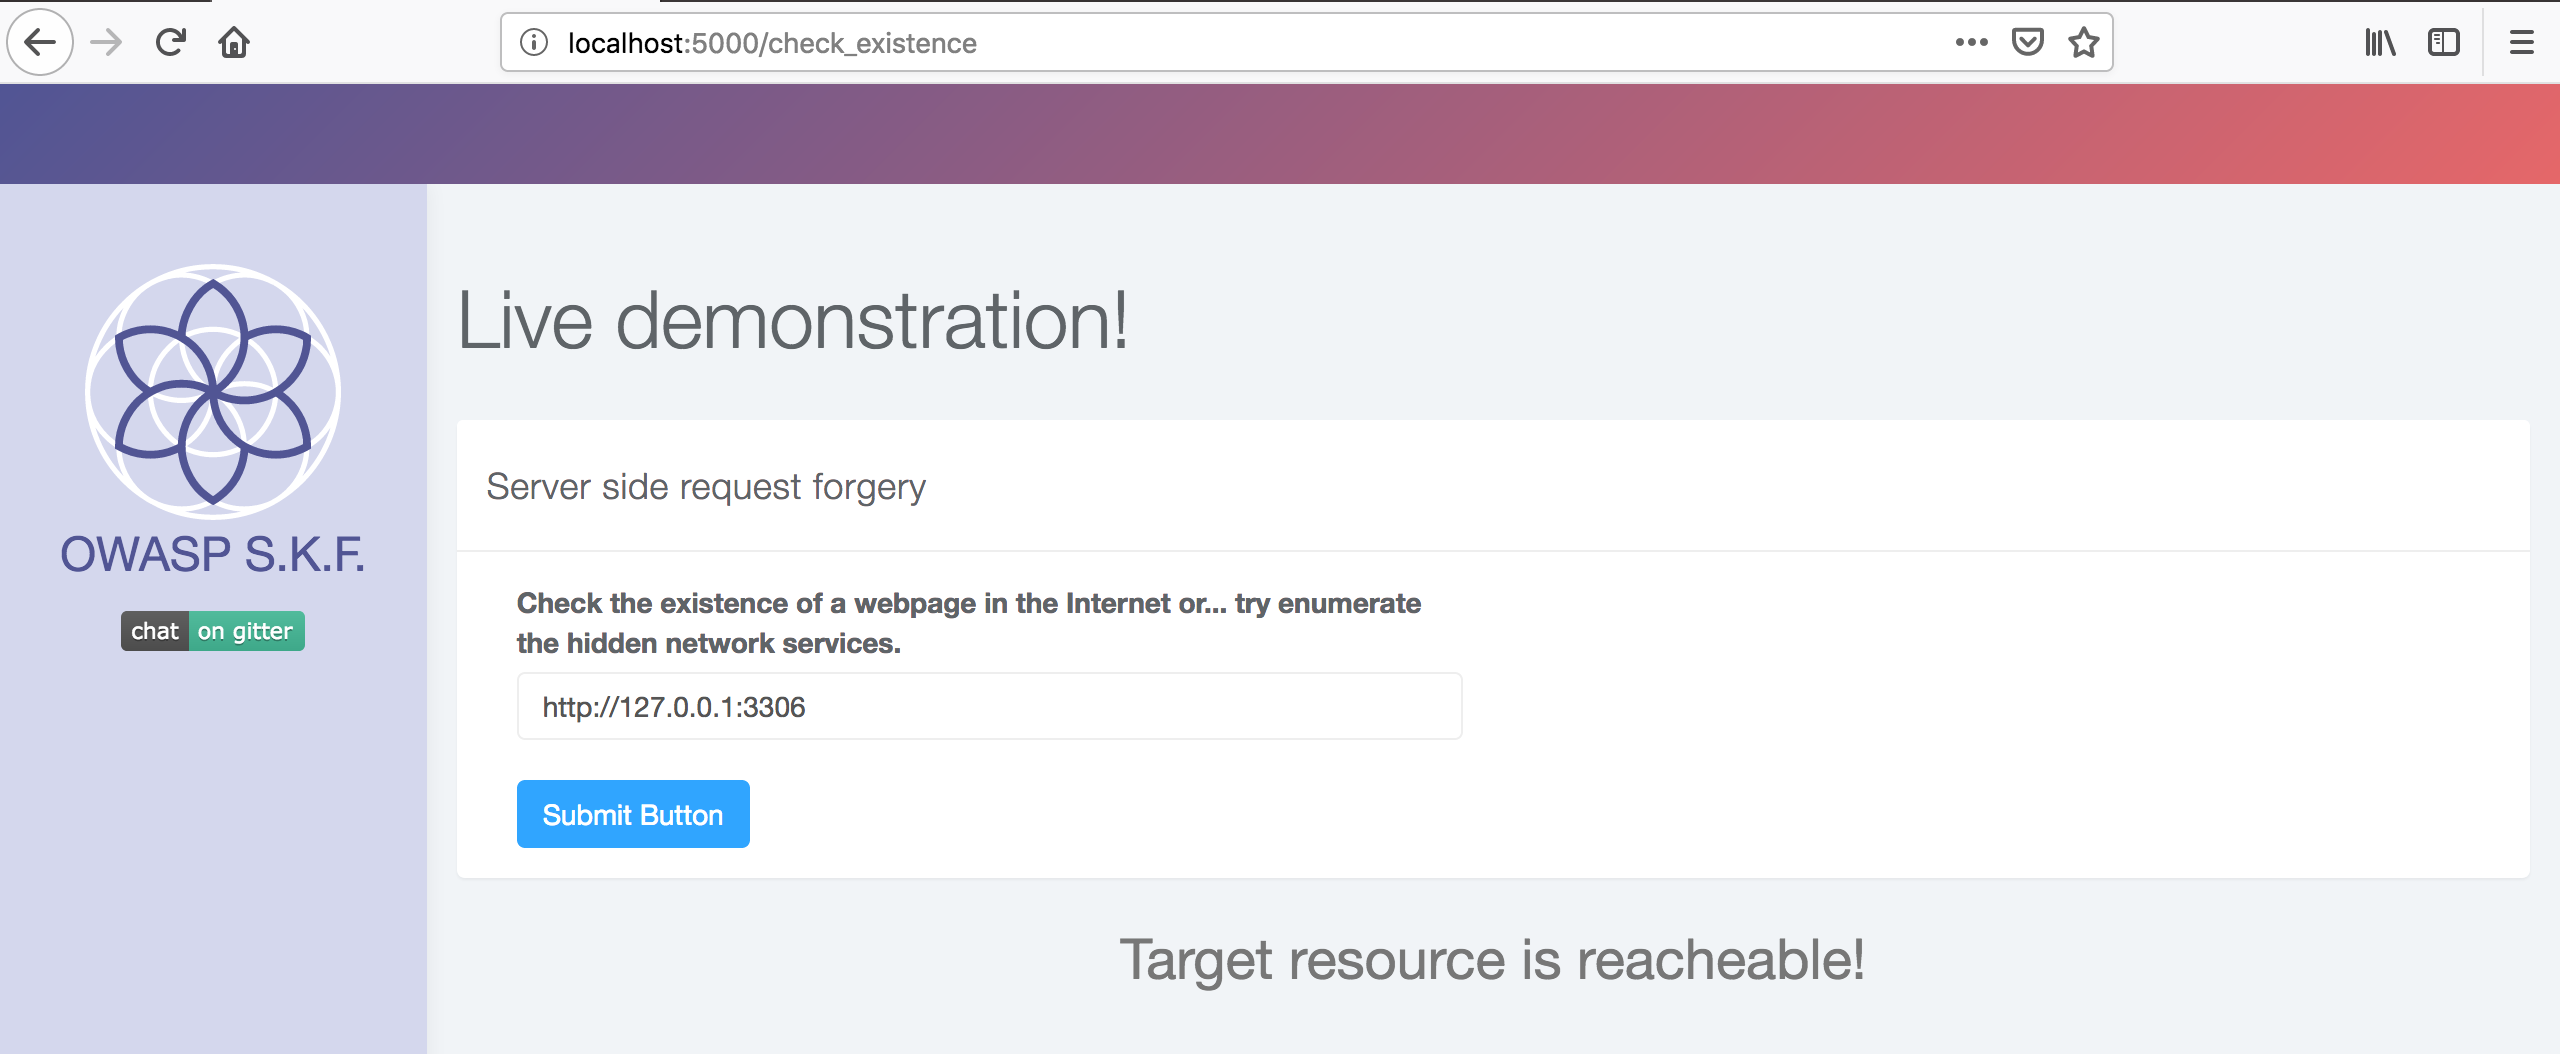 localhost:5000/check_existence
OWASP S.K.F.
chat on gitter
Live demonstration!
Server side request forgery
Check the existence of a webpage in the Internet or... try enumerate
the hidden network services.
http://127.0.0.1:3306
Submit Button
Target resource is reacheable!